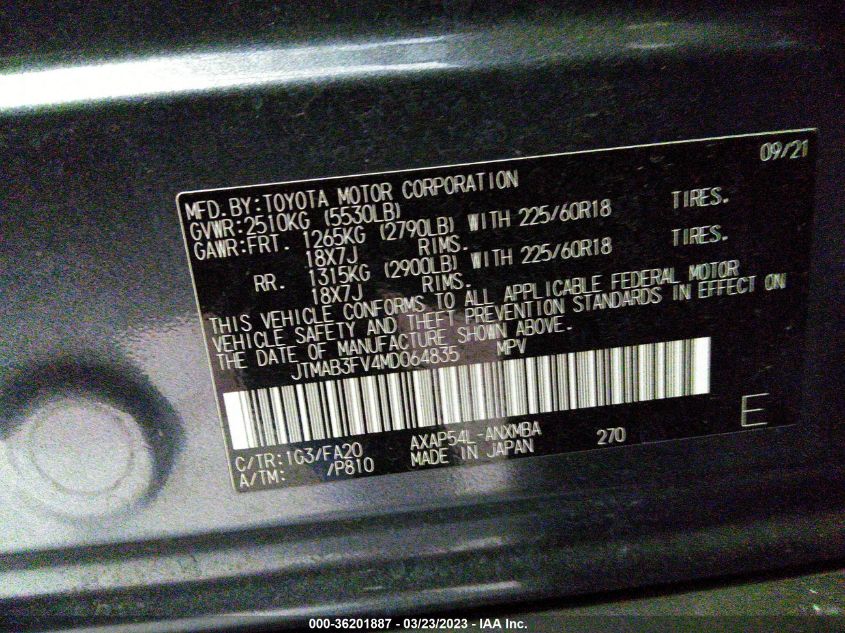 09/21
MFD.BY:TOYOTA MOTOR CORPORATION
GVWR:2510KG (5530LB)
GAWR:FRT. 1265KG (2790LB) WITH 225/60R18 TIRES.
18X7J RIMS.
RR. 1315KG (2900LB) WITH 225/60R18 TIRES.
18X7J RIMS.
THIS VEHICLE CONFORMS TO ALL APPLICABLE FEDERAL MOTOR
VEHICLE SAFETY AND THEFT PREVENTION STANDARDS IN EFFECT ON
THE DATE OF MANUFACTURE SHOWN ABOVE.
JTMAB3FV4MD064835 MPV
C/TR:1G3/FA20 AXAP54L-ANXMBA 270 E
A/TM: /P810 MADE IN JAPAN
000-36201887 - 03/23/2023 - © IAA Inc.